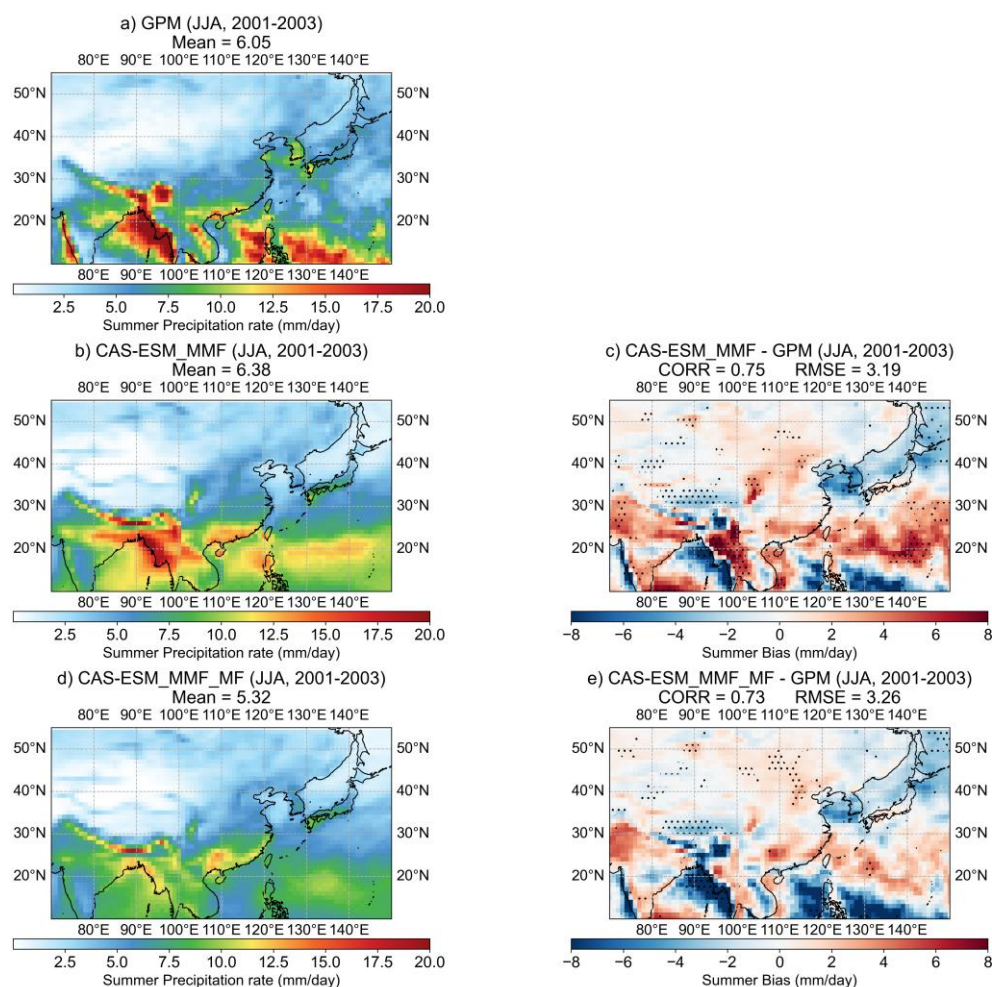 a) GPM (JJA, 2001-2003)
Mean = 6.05
80°E 90°E 100°E 110°E 120°E 130°E 140°E
50°N 50°N
40°N 40°N
30°N 30°N
20°N 20°N
80°E 90°E 100°E 110°E 120°E 130°E 140°E
2.5 5.0 7.5 10.0 12.5 15.0 17.5 20.0
Summer Precipitation rate (mm/day)
b) CAS-ESM_MMF (JJA, 2001-2003)
Mean = 6.38
80°E 90°E 100°E 110°E 120°E 130°E 140°E
50°N 50°N
40°N 40°N
30°N 30°N
20°N 20°N
80°E 90°E 100°E 110°E 120°E 130°E 140°E
2.5 5.0 7.5 10.0 12.5 15.0 17.5 20.0
Summer Precipitation rate (mm/day)
c) CAS-ESM_MMF - GPM (JJA, 2001-2003)
CORR = 0.75 RMSE = 3.19
80°E 90°E 100°E 110°E 120°E 130°E 140°E
50°N 50°N
40°N 40°N
30°N 30°N
20°N 20°N
80°E 90°E 100°E 110°E 120°E 130°E 140°E
−8 −6 −4 −2 0 2 4 6 8
Summer Bias (mm/day)
d) CAS-ESM_MMF_MF (JJA, 2001-2003)
Mean = 5.32
80°E 90°E 100°E 110°E 120°E 130°E 140°E
50°N 50°N
40°N 40°N
30°N 30°N
20°N 20°N
80°E 90°E 100°E 110°E 120°E 130°E 140°E
2.5 5.0 7.5 10.0 12.5 15.0 17.5 20.0
Summer Precipitation rate (mm/day)
e) CAS-ESM_MMF_MF - GPM (JJA, 2001-2003)
CORR = 0.73 RMSE = 3.26
80°E 90°E 100°E 110°E 120°E 130°E 140°E
50°N 50°N
40°N 40°N
30°N 30°N
20°N 20°N
80°E 90°E 100°E 110°E 120°E 130°E 140°E
−8 −6 −4 −2 0 2 4 6 8
Summer Bias (mm/day)